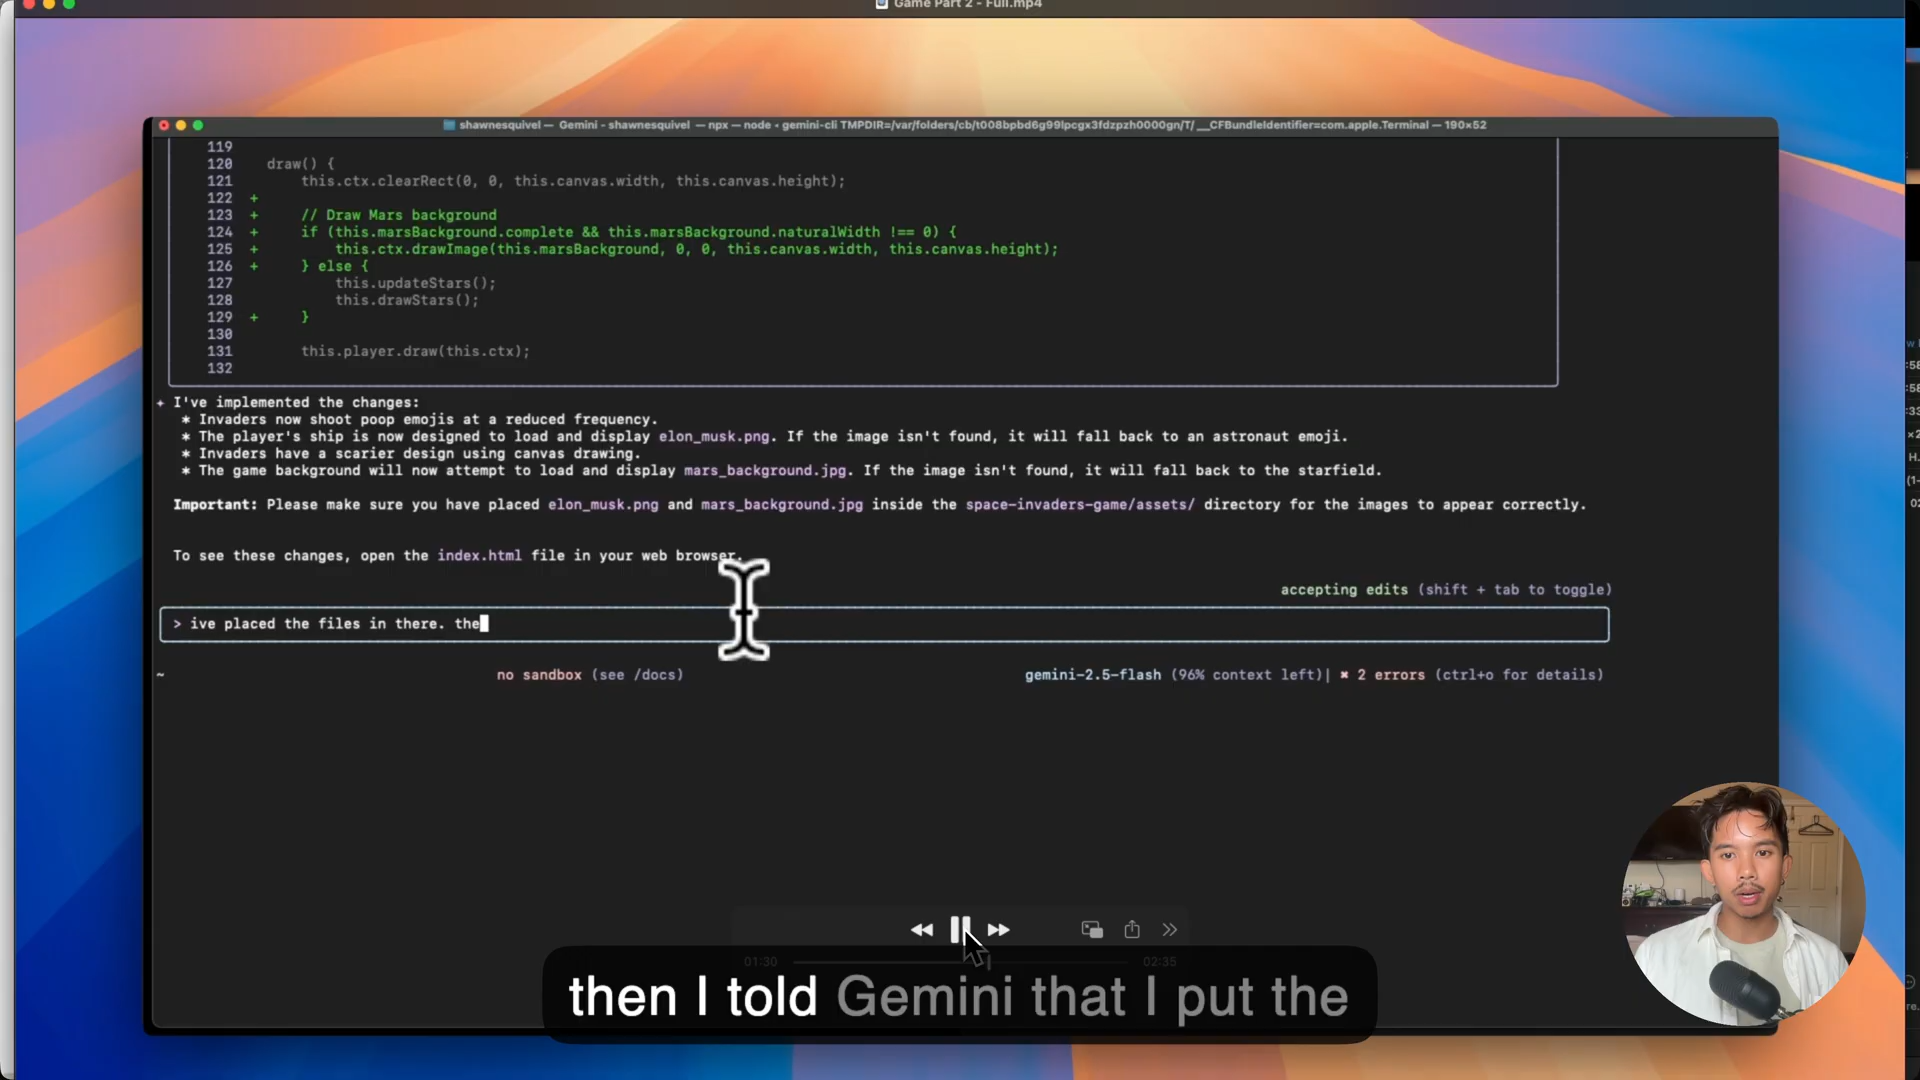 Game Part 2 - Full.mp4
shawnesquivel — Gemini - shawnesquivel — npx — node ◂ gemini-cli TMPDIR=/var/folders/cb/t008bpbd6g99lpcgx3fdzpzh0000gn/T/ __CFBundleIdentifier=com.apple.Terminal — 190×52
119
120 draw() {
121 this.ctx.clearRect(0, 0, this.canvas.width, this.canvas.height);
122 +
123 + // Draw Mars background
124 + if (this.marsBackground.complete && this.marsBackground.naturalWidth !== 0) {
125 + this.ctx.drawImage(this.marsBackground, 0, 0, this.canvas.width, this.canvas.height);
126 + } else {
127 this.updateStars();
128 this.drawStars();
129 + }
130
131 this.player.draw(this.ctx);
132
✦ I've implemented the changes:
* Invaders now shoot poop emojis at a reduced frequency.
* The player's ship is now designed to load and display elon_musk.png. If the image isn't found, it will fall back to an astronaut emoji.
* Invaders have a scarier design using canvas drawing.
* The game background will now attempt to load and display mars_background.jpg. If the image isn't found, it will fall back to the starfield.
Important: Please make sure you have placed elon_musk.png and mars_background.jpg inside the space-invaders-game/assets/ directory for the images to appear correctly.
To see these changes, open the index.html file in your web browser.
accepting edits (shift + tab to toggle)
> ive placed the files in there. the
~ no sandbox (see /docs) gemini-2.5-flash (96% context left)| ✖ 2 errors (ctrl+o for details)
01:30 02:35
then I told Gemini that I put the